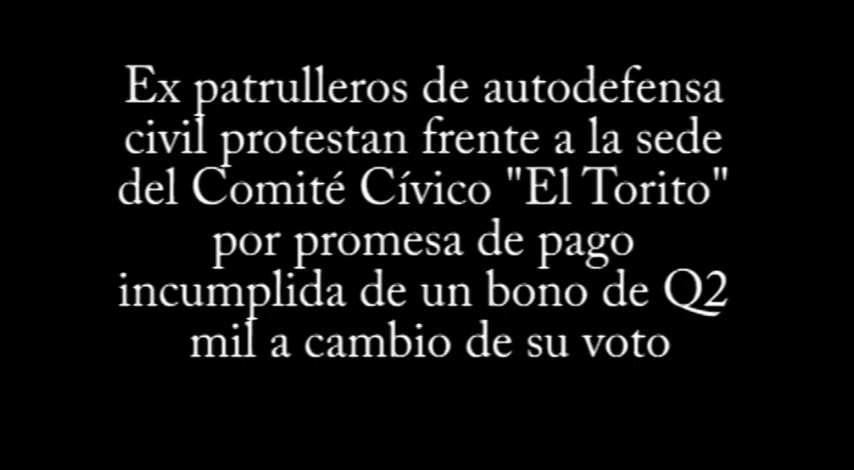 Ex patrulleros de autodefensa
civil protestan frente a la sede
del Comité Cívico "El Torito"
por promesa de pago
incumplida de un bono de Q2
mil a cambio de su voto